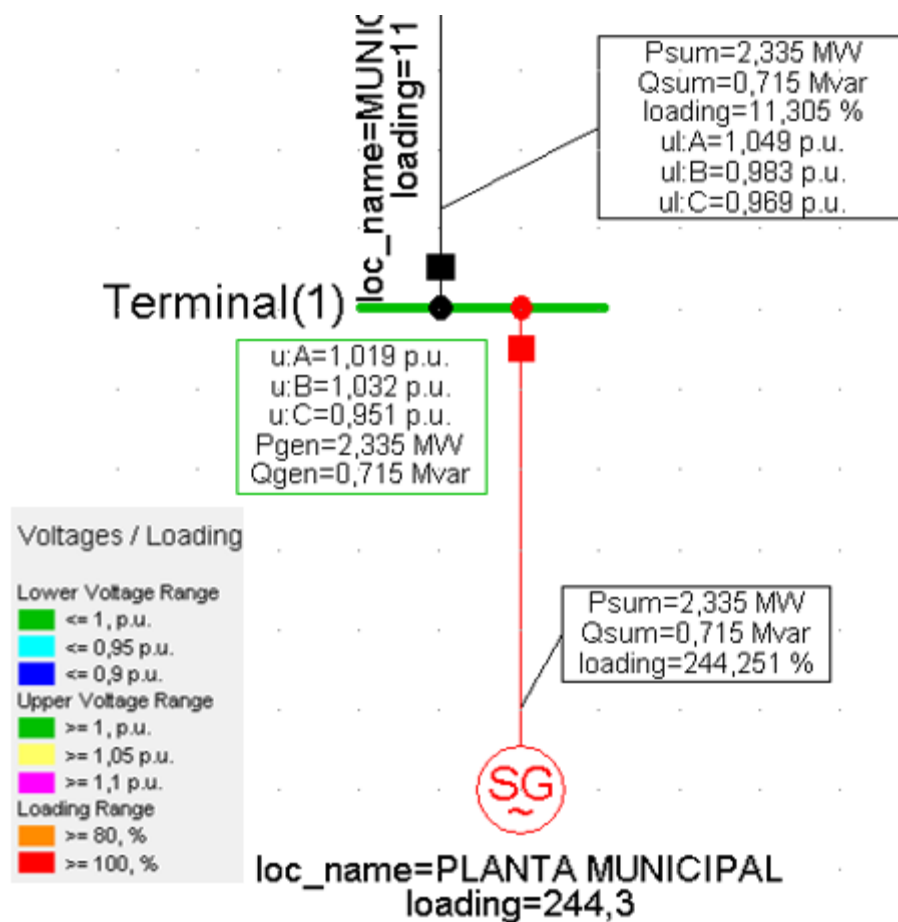 loc_name=MUNIC
loading=11
Psum=2,335 MW
Qsum=0,715 Mvar
loading=11,305 %
ul:A=1,049 p.u.
ul:B=0,983 p.u.
ul:C=0,969 p.u.
Terminal(1)
u:A=1,019 p.u.
u:B=1,032 p.u.
u:C=0,951 p.u.
Pgen=2,335 MW
Qgen=0,715 Mvar
Voltages / Loading
Lower Voltage Range
<= 1, p.u.
<= 0,95 p.u.
<= 0,9 p.u.
Upper Voltage Range
>= 1, p.u.
>= 1,05 p.u.
>= 1,1 p.u.
Loading Range
>= 80, %
>= 100, %
Psum=2,335 MW
Qsum=0,715 Mvar
loading=244,251 %
SG
~
loc_name=PLANTA MUNICIPAL
loading=244,3